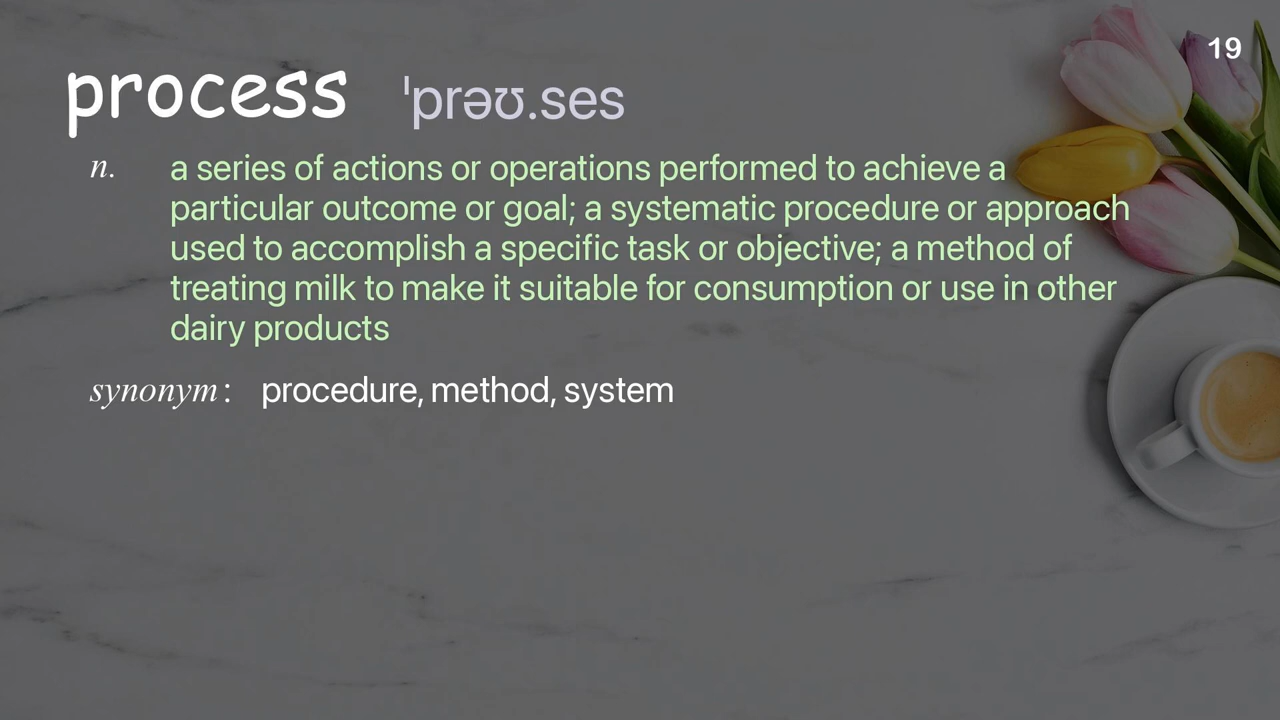 19
process ˈprəʊ.ses
n. a series of actions or operations performed to achieve a
particular outcome or goal; a systematic procedure or approach
used to accomplish a specific task or objective; a method of
treating milk to make it suitable for consumption or use in other
dairy products
synonym: procedure, method, system